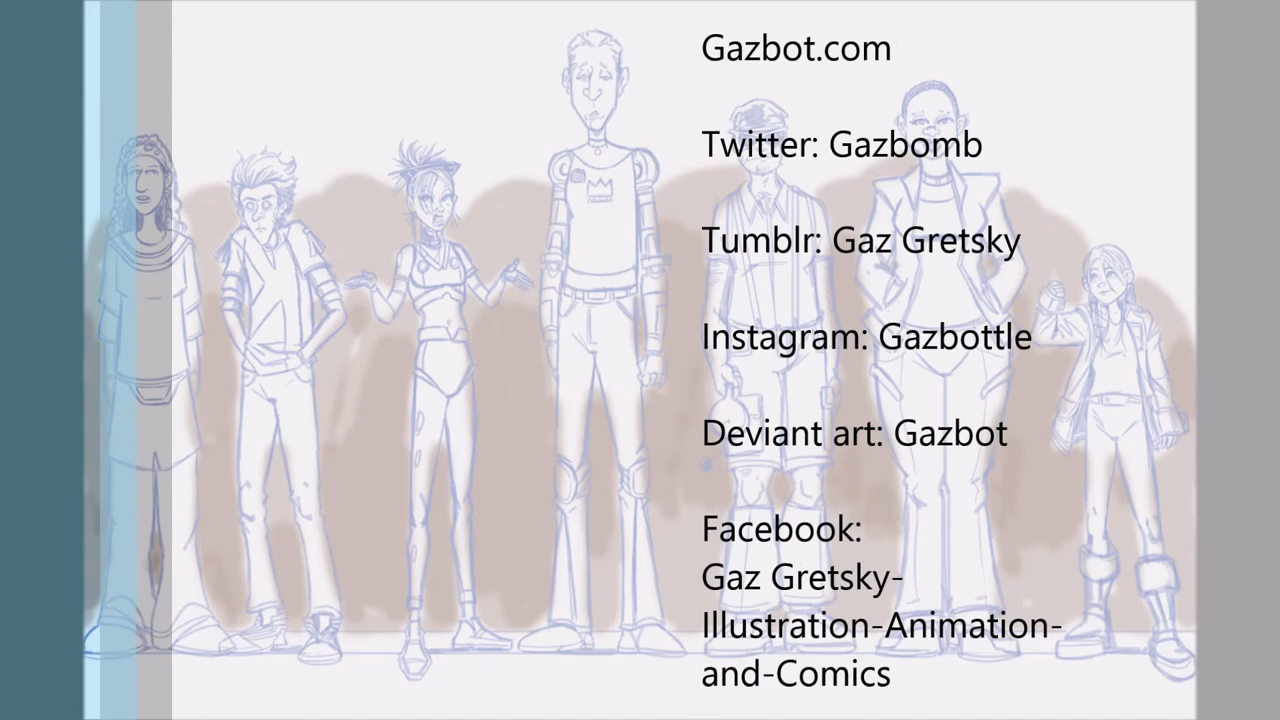 Gazbot.com
Twitter: Gazbomb
Tumblr: Gaz Gretsky
Instagram: Gazbottle
Deviant art: Gazbot
Facebook:
Gaz Gretsky-
Illustration-Animation-
and-Comics